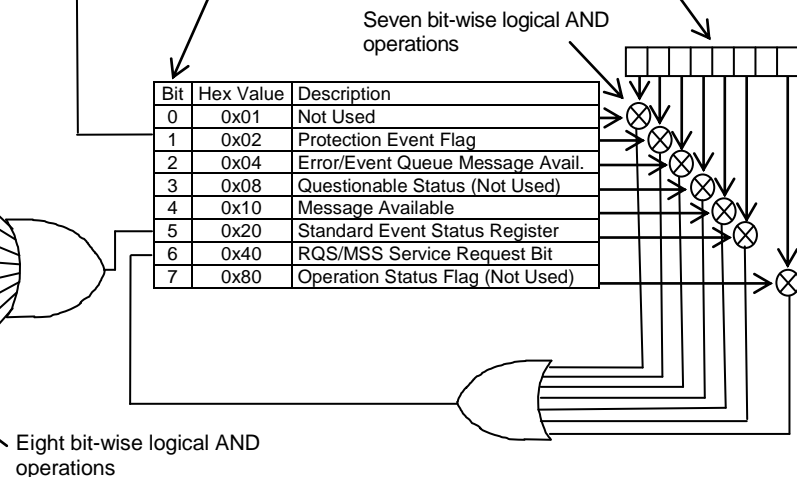 Seven bit-wise logical AND
operations
Bit Hex Value Description
0 0x01 Not Used
1 0x02 Protection Event Flag
2 0x04 Error/Event Queue Message Avail.
3 0x08 Questionable Status (Not Used)
4 0x10 Message Available
5 0x20 Standard Event Status Register
6 0x40 RQS/MSS Service Request Bit
7 0x80 Operation Status Flag (Not Used)
Eight bit-wise logical AND
operations